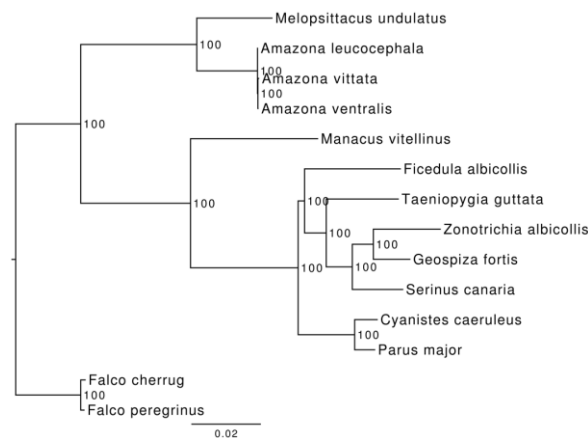 Melopsittacus undulatus
Amazona leucocephala
100
100
Amazona vittata
100
Amazona ventralis
100
Manacus vitellinus
Ficedula albicollis
100
Taeniopygia guttata
100
Zonotrichia albicollis
100
Geospiza fortis
100
100
100
Serinus canaria
Cyanistes caeruleus
100
Parus major
Falco cherrug
100
Falco peregrinus
0.02